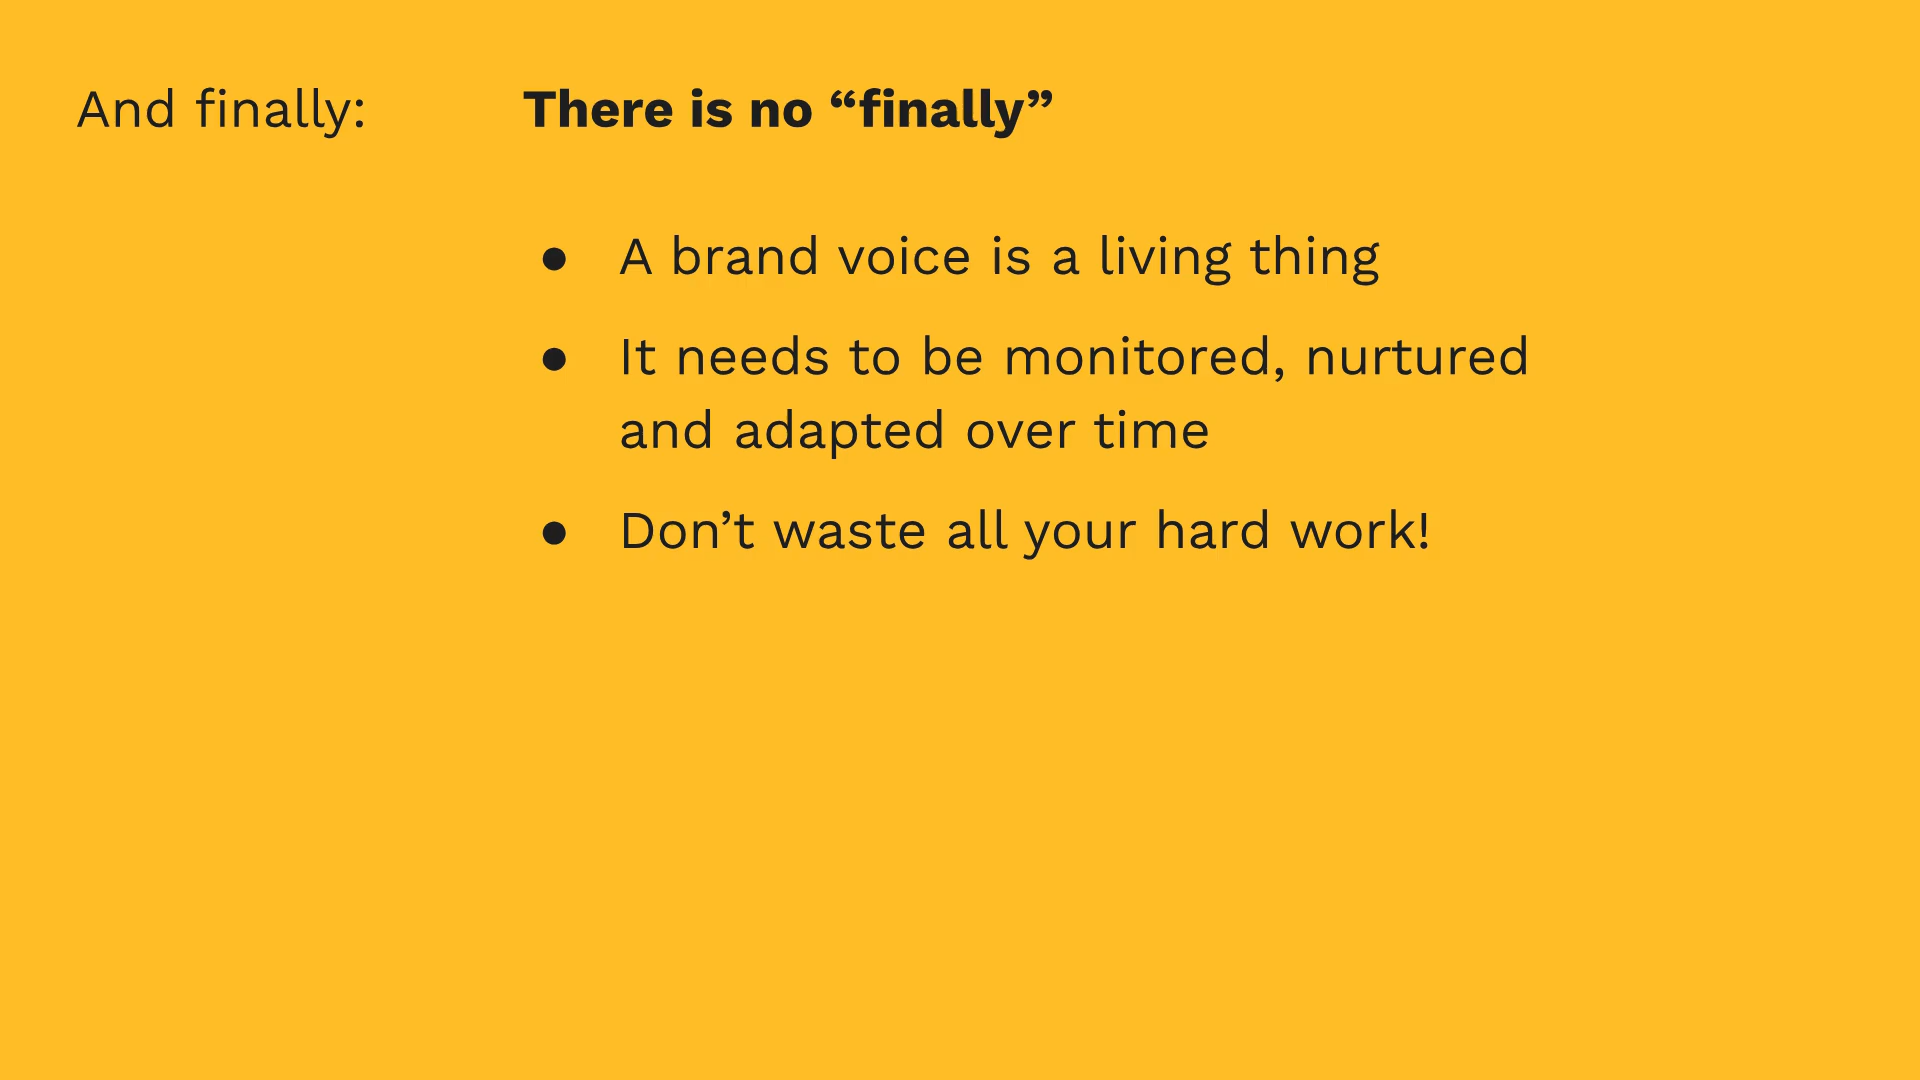 And finally:
There is no “finally”
● A brand voice is a living thing
● It needs to be monitored, nurtured
and adapted over time
● Don’t waste all your hard work!